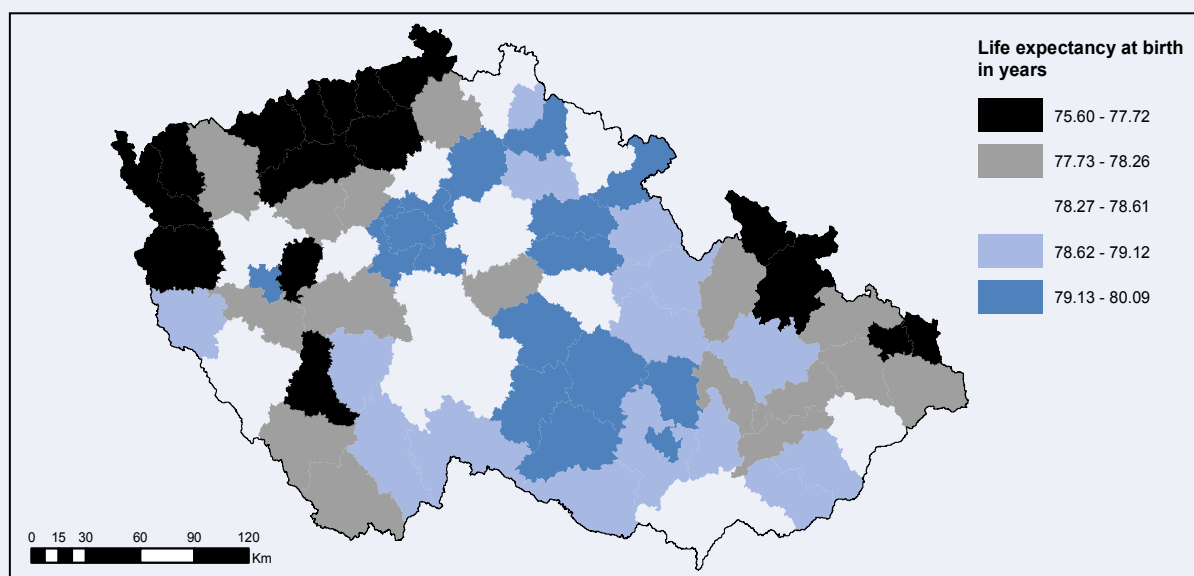 Life expectancy at birth
in years
75.60 - 77.72
77.73 - 78.26
78.27 - 78.61
78.62 - 79.12
79.13 - 80.09
0 15 30 60 90 120
Km